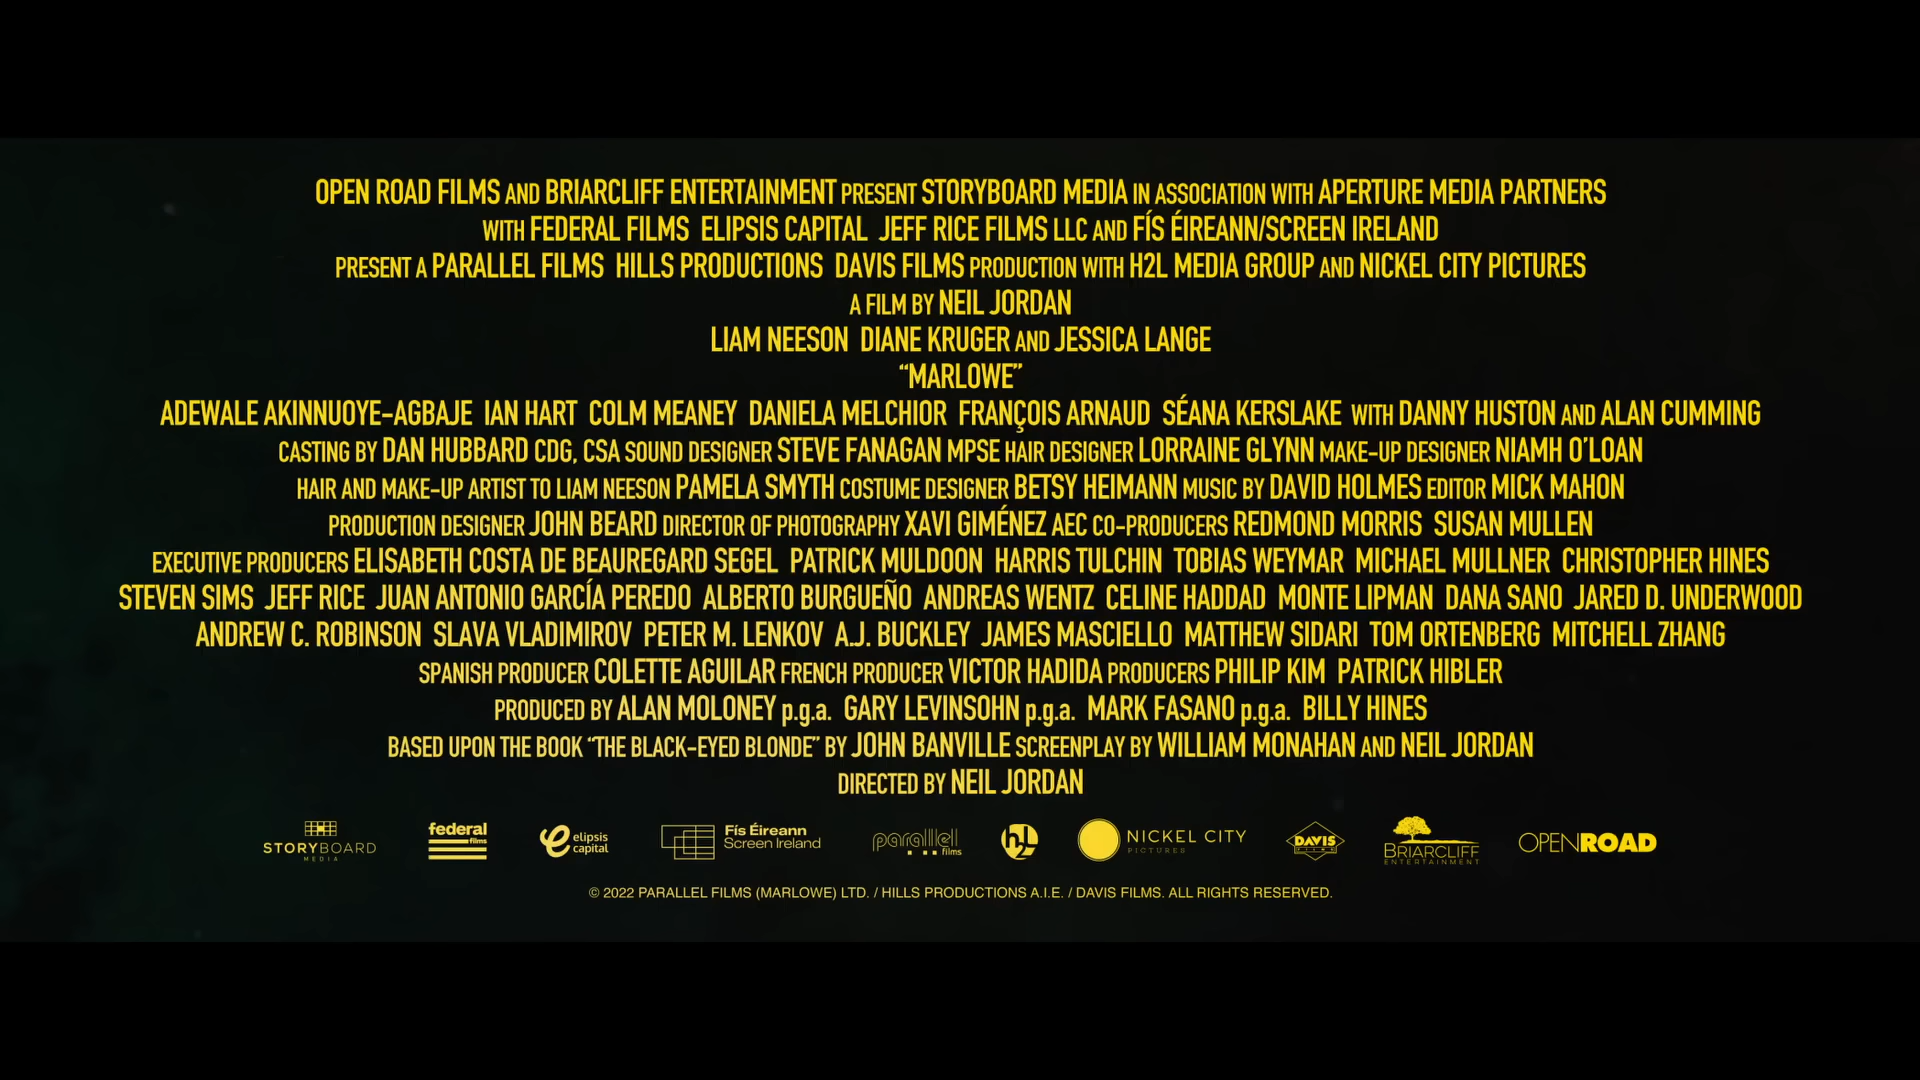 OPEN ROAD FILMS AND BRIARCLIFF ENTERTAINMENT PRESENT STORYBOARD MEDIA IN ASSOCIATION WITH APERTURE MEDIA PARTNERS
WITH FEDERAL FILMS ELIPSIS CAPITAL JEFF RICE FILMS LLC AND FÍS ÉIREANN/SCREEN IRELAND
PRESENT A PARALLEL FILMS HILLS PRODUCTIONS DAVIS FILMS PRODUCTION WITH H2L MEDIA GROUP AND NICKEL CITY PICTURES
A FILM BY NEIL JORDAN
LIAM NEESON DIANE KRUGER AND JESSICA LANGE
“MARLOWE”
ADEWALE AKINNUOYE-AGBAJE IAN HART COLM MEANEY DANIELA MELCHIOR FRANÇOIS ARNAUD SÉANA KERSLAKE WITH DANNY HUSTON AND ALAN CUMMING
CASTING BY DAN HUBBARD CDG, CSA SOUND DESIGNER STEVE FANAGAN MPSE HAIR DESIGNER LORRAINE GLYNN MAKE-UP DESIGNER NIAMH O’LOAN
HAIR AND MAKE-UP ARTIST TO LIAM NEESON PAMELA SMYTH COSTUME DESIGNER BETSY HEIMANN MUSIC BY DAVID HOLMES EDITOR MICK MAHON
PRODUCTION DESIGNER JOHN BEARD DIRECTOR OF PHOTOGRAPHY XAVI GIMÉNEZ AEC CO-PRODUCERS REDMOND MORRIS SUSAN MULLEN
EXECUTIVE PRODUCERS ELISABETH COSTA DE BEAUREGARD SEGEL PATRICK MULDOON HARRIS TULCHIN TOBIAS WEYMAR MICHAEL MULLNER CHRISTOPHER HINES
STEVEN SIMS JEFF RICE JUAN ANTONIO GARCÍA PEREDO ALBERTO BURGUEÑO ANDREAS WENTZ CELINE HADDAD MONTE LIPMAN DANA SANO JARED D. UNDERWOOD
ANDREW C. ROBINSON SLAVA VLADIMIROV PETER M. LENKOV A.J. BUCKLEY JAMES MASCIELLO MATTHEW SIDARI TOM ORTENBERG MITCHELL ZHANG
SPANISH PRODUCER COLETTE AGUILAR FRENCH PRODUCER VICTOR HADIDA PRODUCERS PHILIP KIM PATRICK HIBLER
PRODUCED BY ALAN MOLONEY p.g.a. GARY LEVINSOHN p.g.a. MARK FASANO p.g.a. BILLY HINES
BASED UPON THE BOOK “THE BLACK-EYED BLONDE” BY JOHN BANVILLE SCREENPLAY BY WILLIAM MONAHAN AND NEIL JORDAN
DIRECTED BY NEIL JORDAN
STORYBOARD
MEDIA
federal
films
elipsis
capital
Fís Éireann
Screen Ireland
parallel
films
h2L
NICKEL CITY
PICTURES
DAVIS
FILMS
BRIARCLIFF
ENTERTAINMENT
OPEN ROAD
© 2022 PARALLEL FILMS (MARLOWE) LTD. / HILLS PRODUCTIONS A.I.E. / DAVIS FILMS. ALL RIGHTS RESERVED.